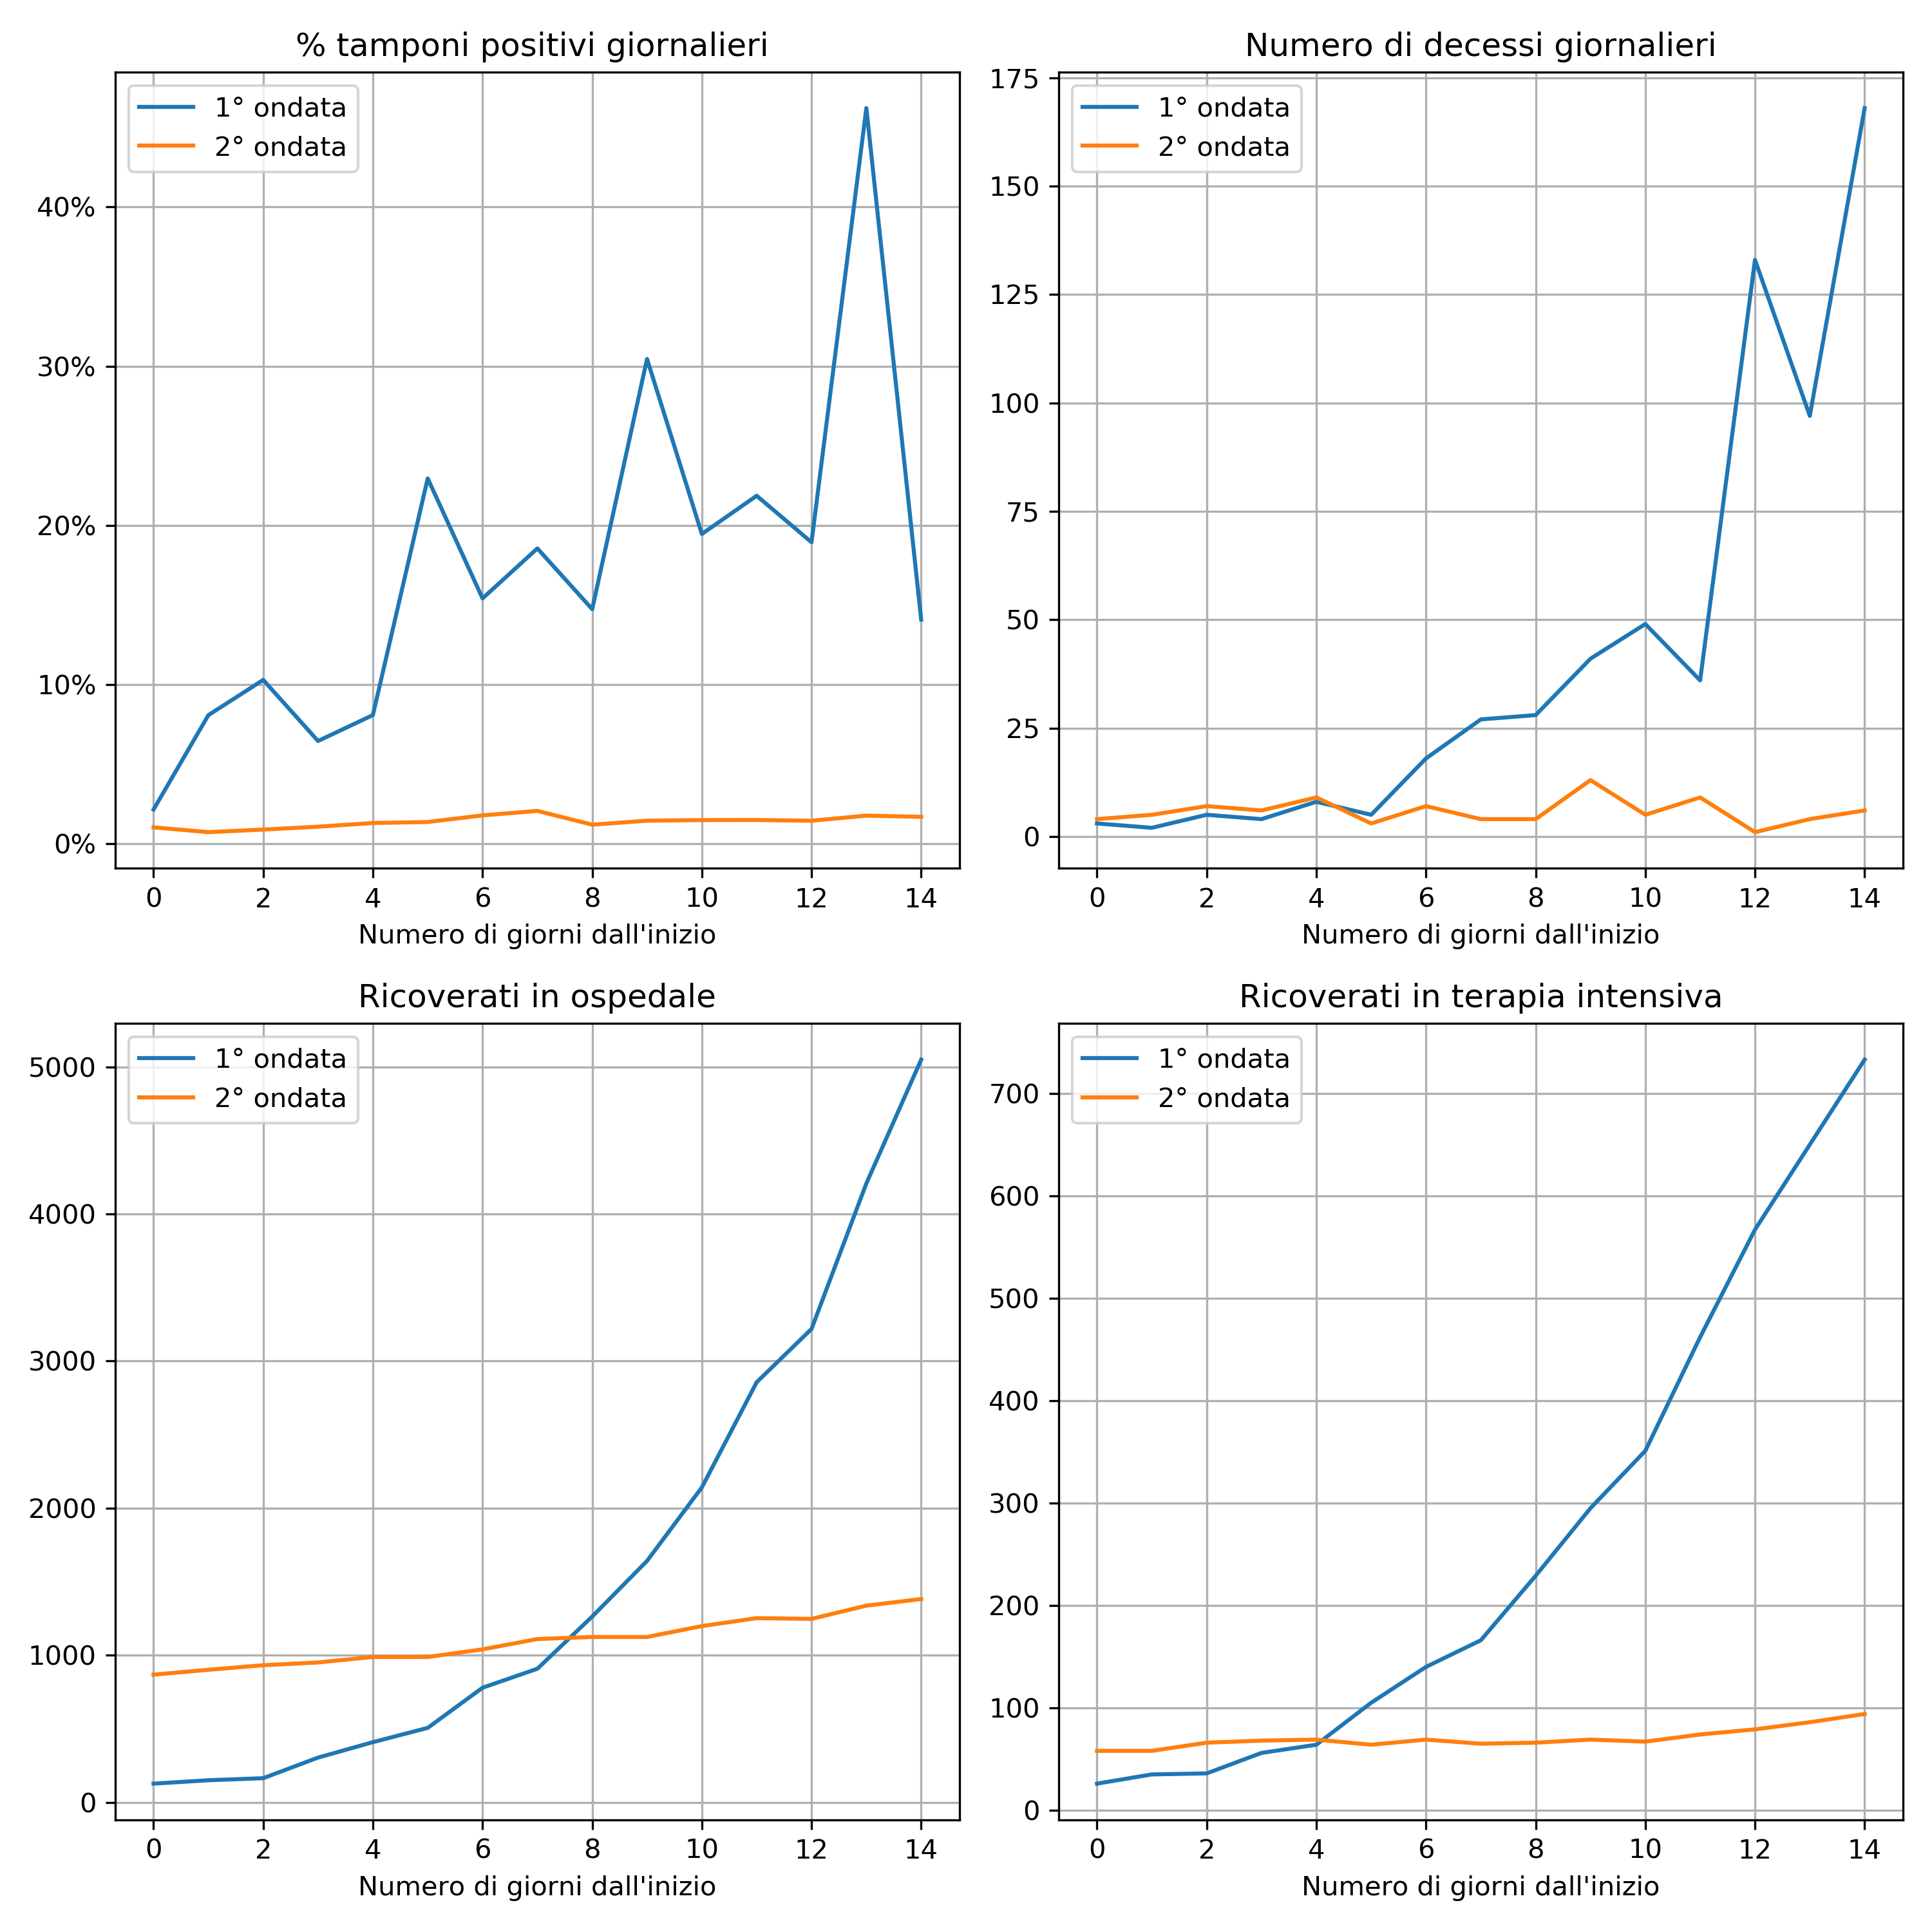 % tamponi positivi giornalieri
1° ondata
2° ondata
40%
30%
20%
10%
0%
0 2 4 6 8 10 12 14
Numero di giorni dall'inizio
Numero di decessi giornalieri
1° ondata
2° ondata
175
150
125
100
75
50
25
0
0 2 4 6 8 10 12 14
Numero di giorni dall'inizio
Ricoverati in ospedale
1° ondata
2° ondata
5000
4000
3000
2000
1000
0
0 2 4 6 8 10 12 14
Numero di giorni dall'inizio
Ricoverati in terapia intensiva
1° ondata
2° ondata
700
600
500
400
300
200
100
0
0 2 4 6 8 10 12 14
Numero di giorni dall'inizio